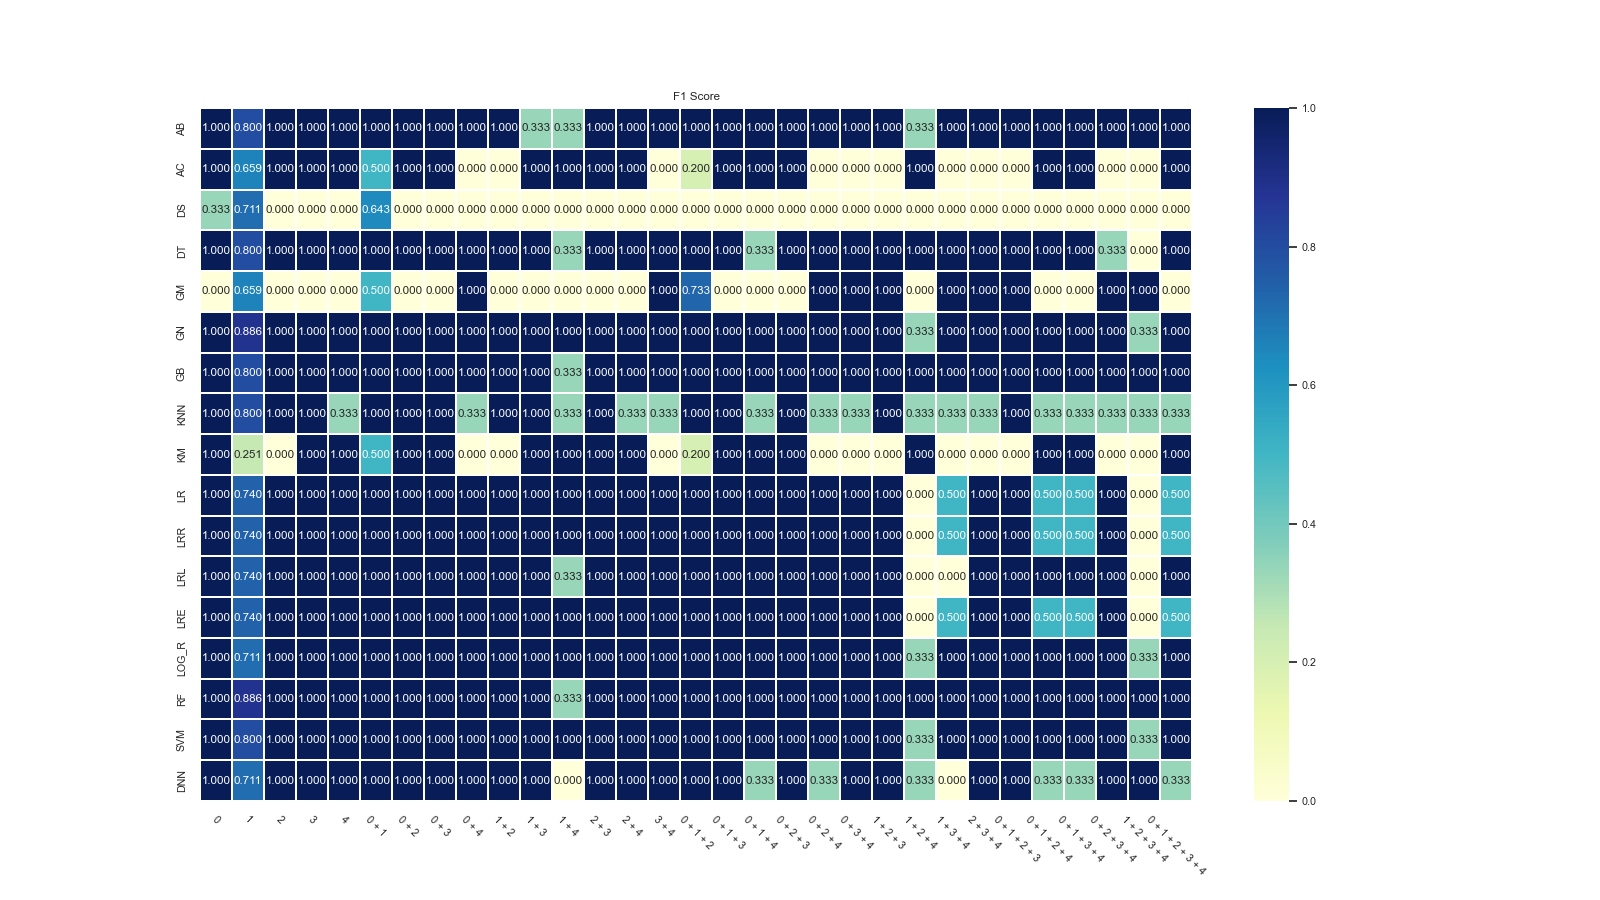 F1 Score
AB 1.000 0.800 1.000 1.000 1.000 1.000 1.000 1.000 1.000 1.000 0.333 0.333 1.000 1.000 1.000 1.000 1.000 1.000 1.000 1.000 1.000 1.000 0.333 1.000 1.000 1.000 1.000 1.000 1.000 1.000 1.000
AC 1.000 0.659 1.000 1.000 1.000 0.500 1.000 1.000 0.000 0.000 1.000 1.000 1.000 1.000 0.000 0.200 1.000 1.000 1.000 0.000 0.000 0.000 1.000 0.000 0.000 0.000 1.000 1.000 0.000 0.000 1.000
DS 0.333 0.711 0.000 0.000 0.000 0.643 0.000 0.000 0.000 0.000 0.000 0.000 0.000 0.000 0.000 0.000 0.000 0.000 0.000 0.000 0.000 0.000 0.000 0.000 0.000 0.000 0.000 0.000 0.000 0.000 0.000
DT 1.000 0.800 1.000 1.000 1.000 1.000 1.000 1.000 1.000 1.000 1.000 0.333 1.000 1.000 1.000 1.000 1.000 0.333 1.000 1.000 1.000 1.000 1.000 1.000 1.000 1.000 1.000 1.000 0.333 0.000 1.000
GM 0.000 0.659 0.000 0.000 0.000 0.500 0.000 0.000 1.000 0.000 0.000 0.000 0.000 0.000 1.000 0.733 0.000 0.000 0.000 1.000 1.000 1.000 0.000 1.000 1.000 1.000 0.000 0.000 1.000 1.000 0.000
GN 1.000 0.886 1.000 1.000 1.000 1.000 1.000 1.000 1.000 1.000 1.000 1.000 1.000 1.000 1.000 1.000 1.000 1.000 1.000 1.000 1.000 1.000 0.333 1.000 1.000 1.000 1.000 1.000 1.000 0.333 1.000
GB 1.000 0.800 1.000 1.000 1.000 1.000 1.000 1.000 1.000 1.000 1.000 0.333 1.000 1.000 1.000 1.000 1.000 1.000 1.000 1.000 1.000 1.000 1.000 1.000 1.000 1.000 1.000 1.000 1.000 1.000 1.000
KNN 1.000 0.800 1.000 1.000 0.333 1.000 1.000 1.000 0.333 1.000 1.000 0.333 1.000 0.333 0.333 1.000 1.000 0.333 1.000 0.333 0.333 1.000 0.333 0.333 0.333 1.000 0.333 0.333 0.333 0.333 0.333
KM 1.000 0.251 0.000 1.000 1.000 0.500 1.000 1.000 0.000 0.000 1.000 1.000 1.000 1.000 0.000 0.200 1.000 1.000 1.000 0.000 0.000 0.000 1.000 0.000 0.000 0.000 1.000 1.000 0.000 0.000 1.000
LR 1.000 0.740 1.000 1.000 1.000 1.000 1.000 1.000 1.000 1.000 1.000 1.000 1.000 1.000 1.000 1.000 1.000 1.000 1.000 1.000 1.000 1.000 0.000 0.500 1.000 1.000 0.500 0.500 1.000 0.000 0.500
LRR 1.000 0.740 1.000 1.000 1.000 1.000 1.000 1.000 1.000 1.000 1.000 1.000 1.000 1.000 1.000 1.000 1.000 1.000 1.000 1.000 1.000 1.000 0.000 0.500 1.000 1.000 0.500 0.500 1.000 0.000 0.500
LRL 1.000 0.740 1.000 1.000 1.000 1.000 1.000 1.000 1.000 1.000 1.000 0.333 1.000 1.000 1.000 1.000 1.000 1.000 1.000 1.000 1.000 1.000 0.000 0.000 1.000 1.000 1.000 1.000 1.000 0.000 1.000
LRE 1.000 0.740 1.000 1.000 1.000 1.000 1.000 1.000 1.000 1.000 1.000 1.000 1.000 1.000 1.000 1.000 1.000 1.000 1.000 1.000 1.000 1.000 0.000 0.500 1.000 1.000 0.500 0.500 1.000 0.000 0.500
LOG_R 1.000 0.711 1.000 1.000 1.000 1.000 1.000 1.000 1.000 1.000 1.000 1.000 1.000 1.000 1.000 1.000 1.000 1.000 1.000 1.000 1.000 1.000 0.333 1.000 1.000 1.000 1.000 1.000 1.000 0.333 1.000
RF 1.000 0.886 1.000 1.000 1.000 1.000 1.000 1.000 1.000 1.000 1.000 0.333 1.000 1.000 1.000 1.000 1.000 1.000 1.000 1.000 1.000 1.000 1.000 1.000 1.000 1.000 1.000 1.000 1.000 1.000 1.000
SVM 1.000 0.800 1.000 1.000 1.000 1.000 1.000 1.000 1.000 1.000 1.000 1.000 1.000 1.000 1.000 1.000 1.000 1.000 1.000 1.000 1.000 1.000 0.333 1.000 1.000 1.000 1.000 1.000 1.000 0.333 1.000
DNN 1.000 0.711 1.000 1.000 1.000 1.000 1.000 1.000 1.000 1.000 1.000 0.000 1.000 1.000 1.000 1.000 1.000 0.333 1.000 0.333 1.000 1.000 0.333 0.000 1.000 1.000 0.333 0.333 1.000 1.000 0.333
0
1
2
3
4
0 + 1
0 + 2
0 + 3
0 + 4
1 + 2
1 + 3
1 + 4
2 + 3
2 + 4
3 + 4
0 + 1 + 2
0 + 1 + 3
0 + 1 + 4
0 + 2 + 3
0 + 2 + 4
0 + 3 + 4
1 + 2 + 3
1 + 2 + 4
1 + 3 + 4
2 + 3 + 4
0 + 1 + 2 + 3
0 + 1 + 2 + 4
0 + 1 + 3 + 4
0 + 2 + 3 + 4
1 + 2 + 3 + 4
0 + 1 + 2 + 3 + 4
1.0
0.8
0.6
0.4
0.2
0.0